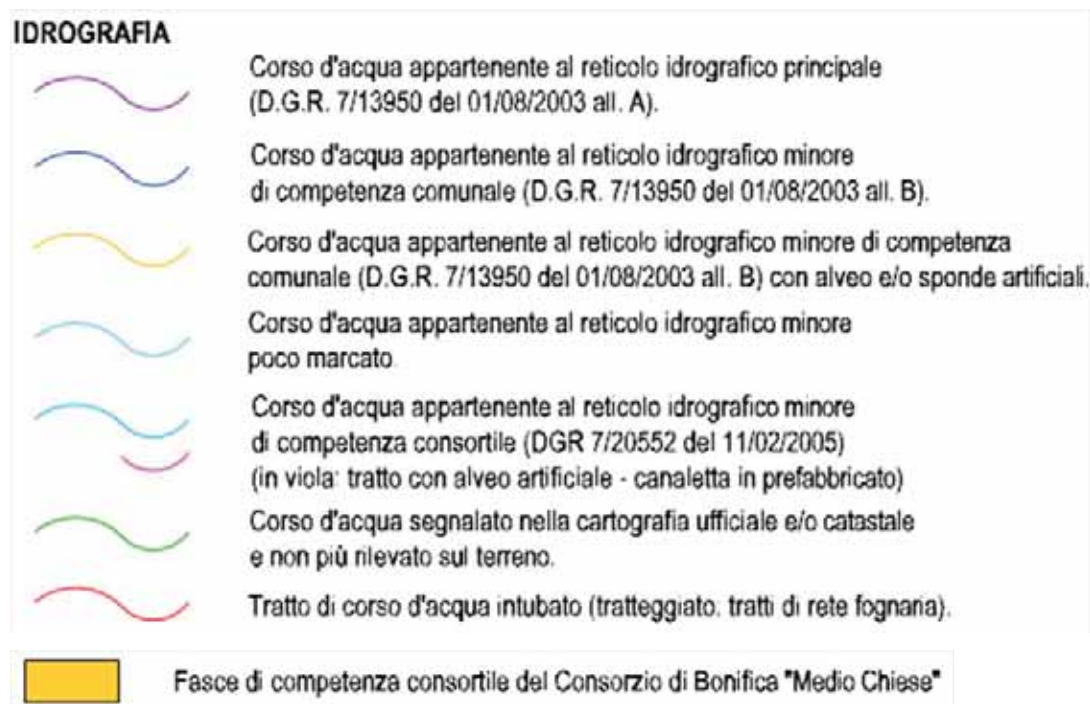 IDROGRAFIA
Corso d'acqua appartenente al reticolo idrografico principale
(D.G.R. 7/13950 del 01/08/2003 all. A).
Corso d'acqua appartenente al reticolo idrografico minore
di competenza comunale (D.G.R. 7/13950 del 01/08/2003 all. B).
Corso d'acqua appartenente al reticolo idrografico minore di competenza
comunale (D.G.R. 7/13950 del 01/08/2003 all. B) con alveo e/o sponde artificiali.
Corso d'acqua appartenente al reticolo idrografico minore
poco marcato.
Corso d'acqua appartenente al reticolo idrografico minore
di competenza consortile (DGR 7/20552 del 11/02/2005)
(in viola: tratto con alveo artificiale - canaletta in prefabbricato)
Corso d'acqua segnalato nella cartografia ufficiale e/o catastale
e non più rilevato sul terreno.
Tratto di corso d'acqua intubato (tratteggiato: tratti di rete fognaria).
Fasce di competenza consortile del Consorzio di Bonifica "Medio Chiese"